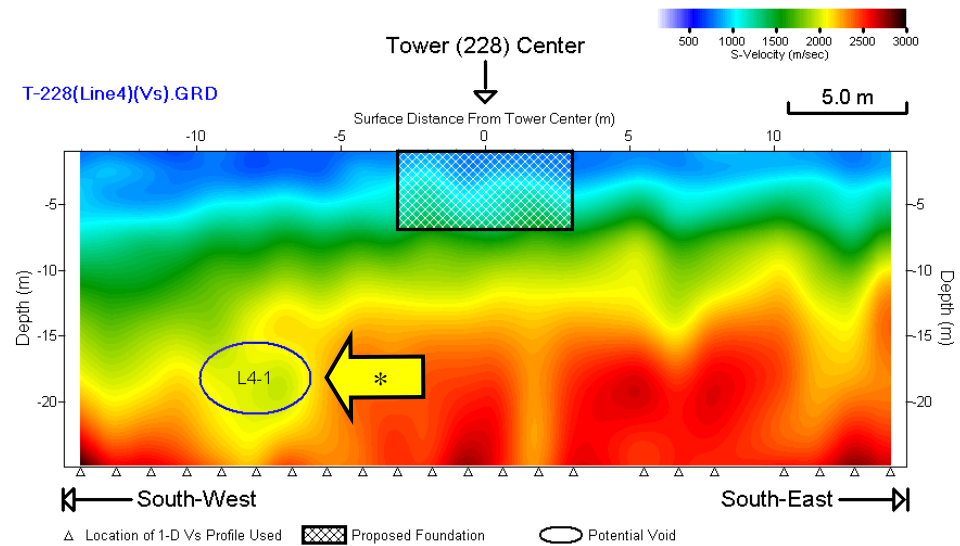 500 1000 1500 2000 2500 3000
S-Velocity (m/sec)
Tower (228) Center
T-228(Line4)(Vs).GRD
5.0 m
Surface Distance From Tower Center (m)
-10 -5 0 5 10
-5 -5
-10 -10
Depth (m) Depth (m)
-15 -15
L4-1 *
-20 -20
South-West South-East
Location of 1-D Vs Profile Used Proposed Foundation Potential Void